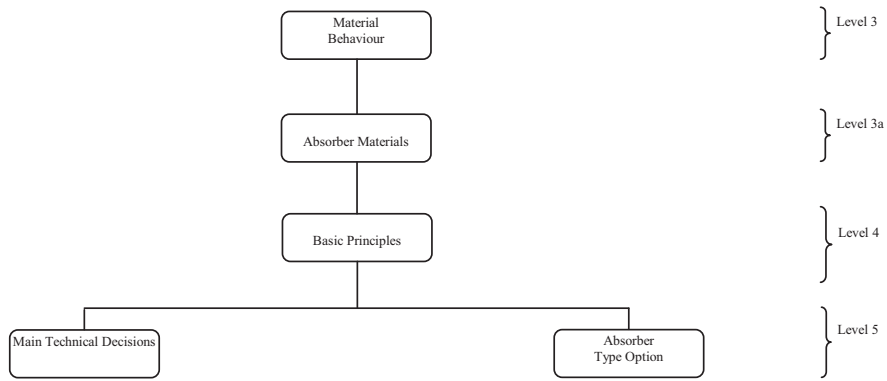 Material
Behaviour
Level 3
Absorber Materials
Level 3a
Basic Principles
Level 4
Main Technical Decisions
Absorber
Type Option
Level 5